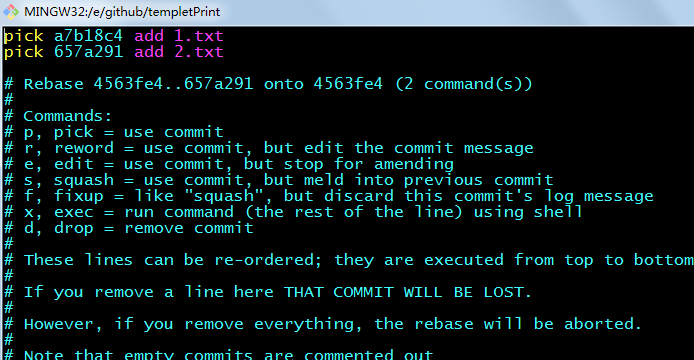 MINGW32:/e/github/templetPrint
pick a7b18c4 add 1.txt
pick 657a291 add 2.txt
# Rebase 4563fe4..657a291 onto 4563fe4 (2 command(s))
#
# Commands:
# p, pick = use commit
# r, reword = use commit, but edit the commit message
# e, edit = use commit, but stop for amending
# s, squash = use commit, but meld into previous commit
# f, fixup = like "squash", but discard this commit's log message
# x, exec = run command (the rest of the line) using shell
# d, drop = remove commit
#
# These lines can be re-ordered; they are executed from top to bottom
#
# If you remove a line here THAT COMMIT WILL BE LOST.
#
# However, if you remove everything, the rebase will be aborted.
#
# Note that empty commits are commented out